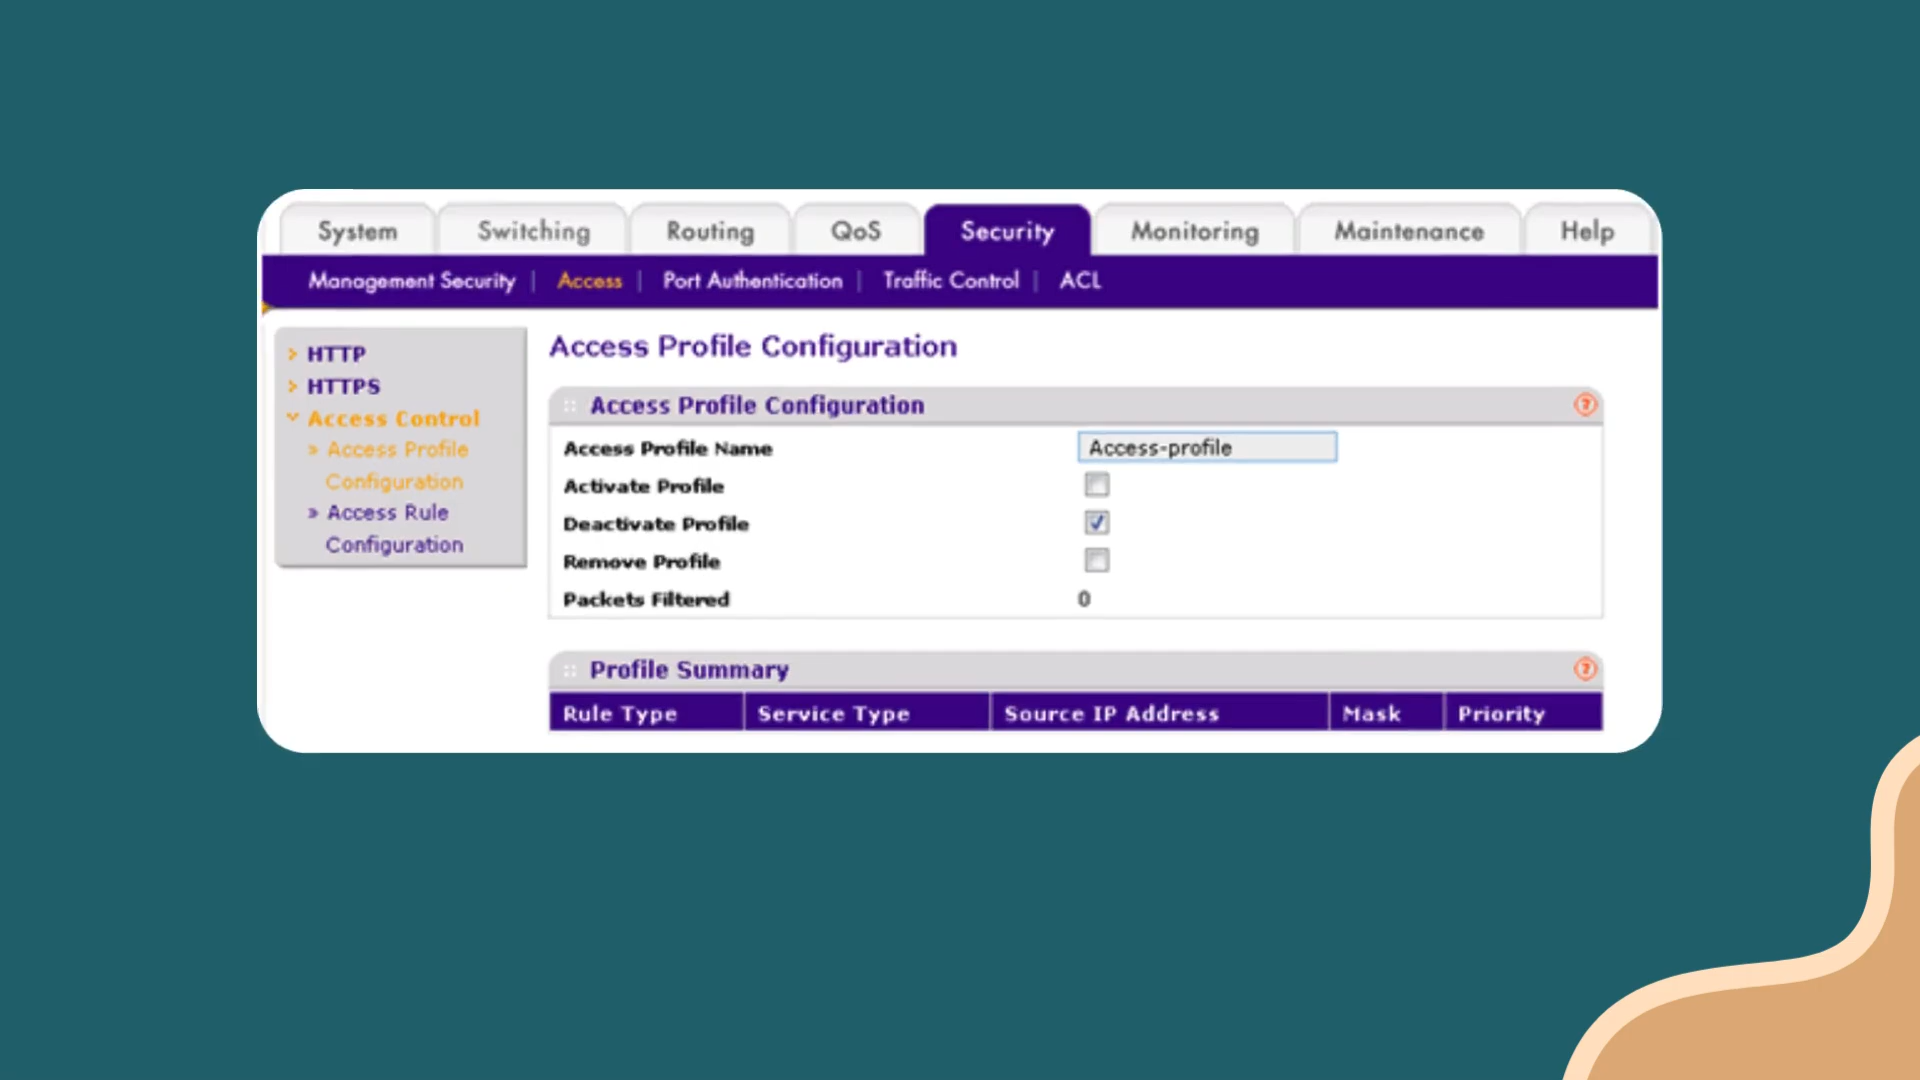 System Switching Routing QoS Security Monitoring Maintenance Help
Management Security | Access | Port Authentication | Traffic Control | ACL
HTTP
HTTPS
Access Control
» Access Profile
Configuration
» Access Rule
Configuration
Access Profile Configuration
Access Profile Configuration
Access Profile Name Access-profile
Activate Profile
Deactivate Profile
Remove Profile
Packets Filtered 0
Profile Summary
Rule Type Service Type Source IP Address Mask Priority